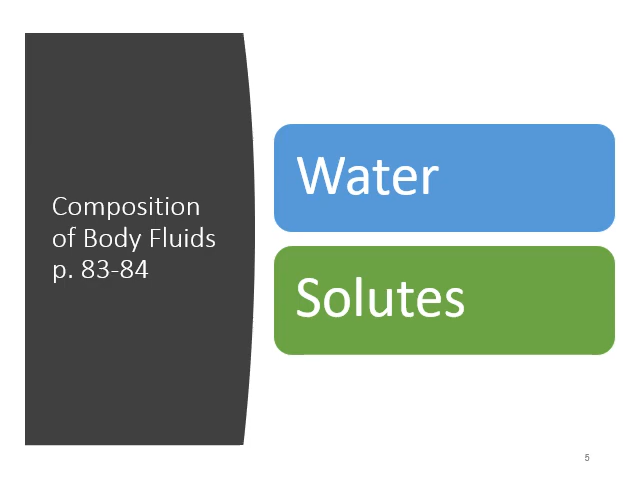 Composition
of Body Fluids
p. 83-84
Water
Solutes
5